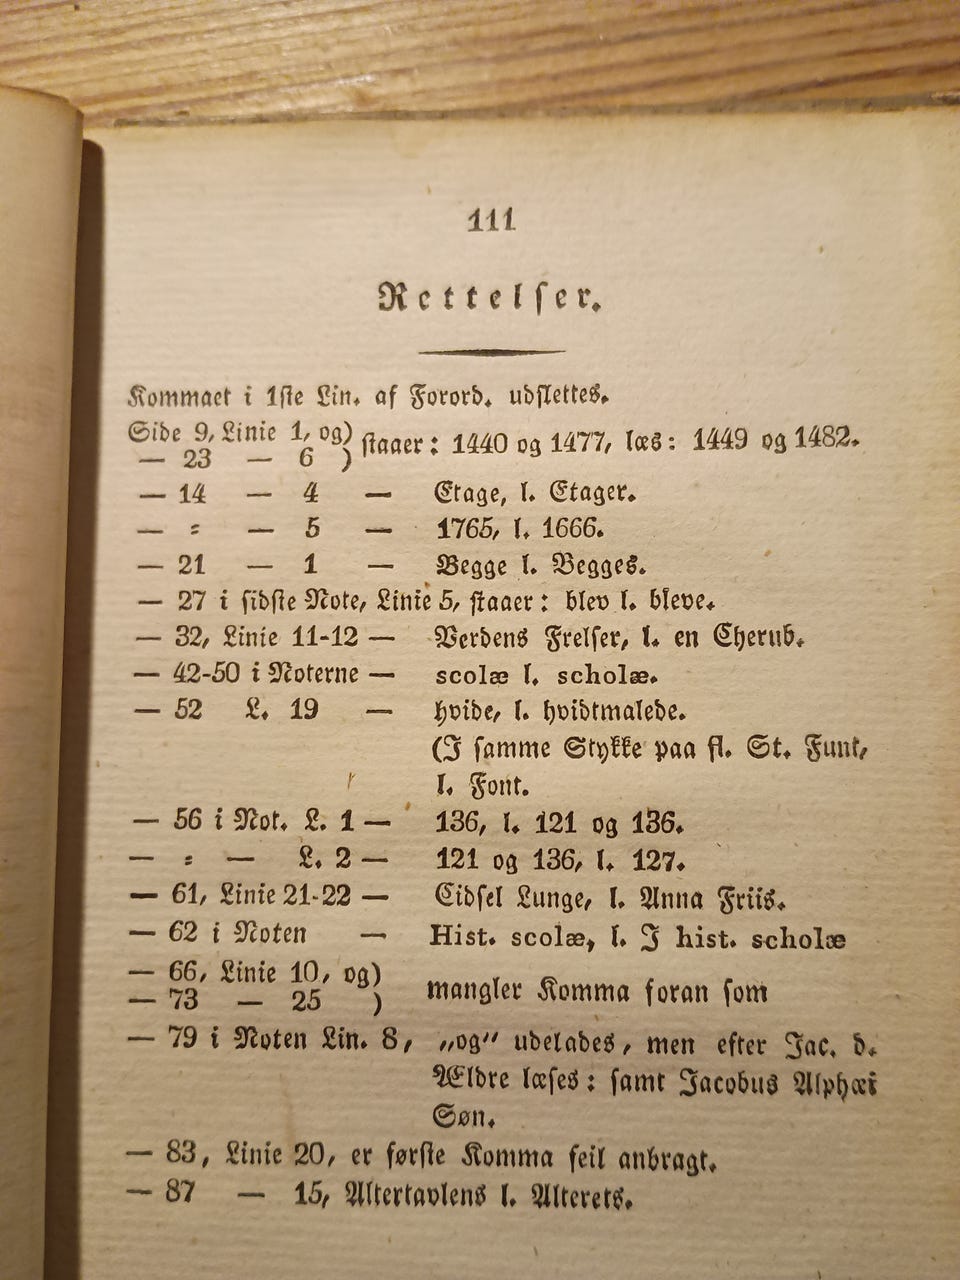 111
Rettelser.
Kommaet i 1ste Lin. af Forord. udslettes.
Side 9, Linie 1, og) staaer: 1440 og 1477, læs: 1449 og 1482.
— 23 — 6 )
— 14 — 4 — Etage, l. Etager.
— = — 5 — 1765, l. 1666.
— 21 — 1 — Begge l. Begges.
— 27 i sidste Note, Linie 5, staaer: blev l. bleve.
— 32, Linie 11-12 — Verdens Frelser, l. en Cherub.
— 42-50 i Noterne — scolæ l. scholæ.
— 52 L. 19 — hvide, l. hvidtmalede.
(I samme Stykke paa fl. St. Funt,
l. Font.
— 56 i Not. L. 1 — 136, l. 121 og 136.
— = — L. 2 — 121 og 136, l. 127.
— 61, Linie 21-22 — Eidsel Lunge, l. Anna Friis.
— 62 i Noten — Hist. scolæ, l. I hist. scholæ
— 66, Linie 10, og) mangler Komma foran som
— 73 — 25 )
— 79 i Noten Lin. 8, „og“ udelades, men efter Jac. d.
Ældre læses: samt Jacobus Alphæi
Søn.
— 83, Linie 20, er første Komma feil anbragt.
— 87 — 15, Altertavlens l. Alterets.